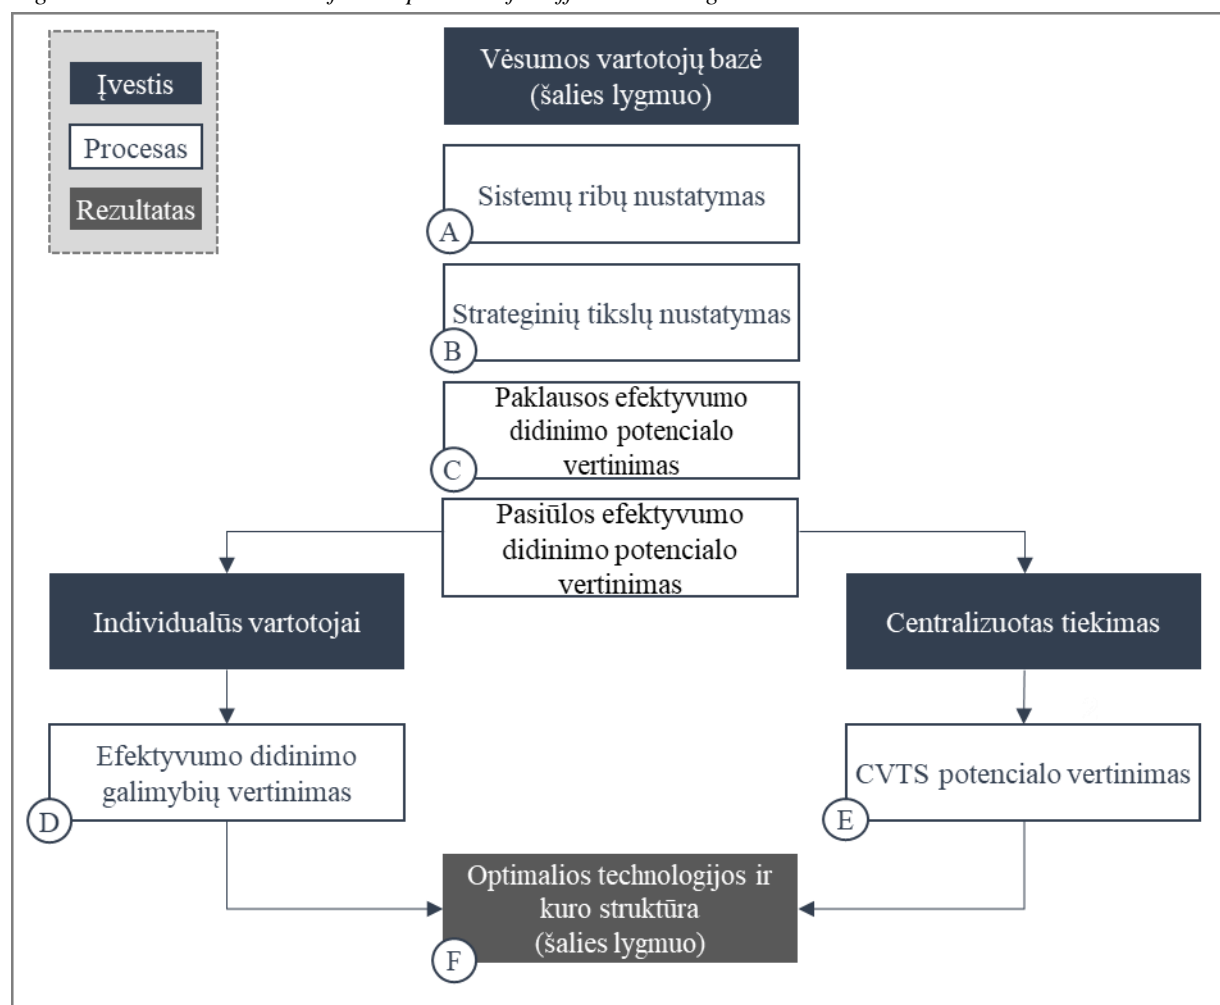 Įvestis
Procesas
Rezultatas
Vėsumos vartotojų bazė
(šalies lygmuo)
Sistemų ribų nustatymas
A
Strateginių tikslų nustatymas
B
Paklausos efektyvumo
didinimo potencialo
vertinimas
C
Pasiūlos efektyvumo
didinimo potencialo
vertinimas
Individualūs vartotojai
Centralizuotas tiekimas
Efektyvumo didinimo
galimybių vertinimas
D
CVTS potencialo vertinimas
E
Optimalios technologijos ir
kuro struktūra
(šalies lygmuo)
F